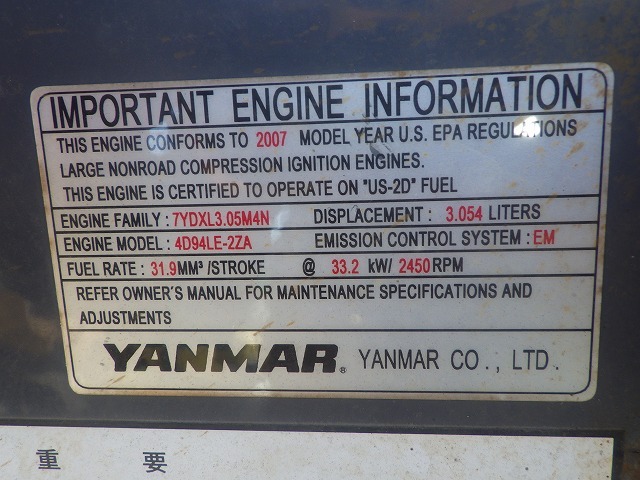 IMPORTANT ENGINE INFORMATION
THIS ENGINE CONFORMS TO 2007 MODEL YEAR U.S. EPA REGULATIONS
LARGE NONROAD COMPRESSION IGNITION ENGINES.
THIS ENGINE IS CERTIFIED TO OPERATE ON "US-2D" FUEL
ENGINE FAMILY : 7YDXL3.05M4N DISPLACEMENT : 3.054 LITERS
ENGINE MODEL : 4D94LE-2ZA EMISSION CONTROL SYSTEM : EM
FUEL RATE : 31.9MM³ /STROKE @ 33.2 kW/ 2450 RPM
REFER OWNER'S MANUAL FOR MAINTENANCE SPECIFICATIONS AND
ADJUSTMENTS
YANMAR® YANMAR CO., LTD.
重 要